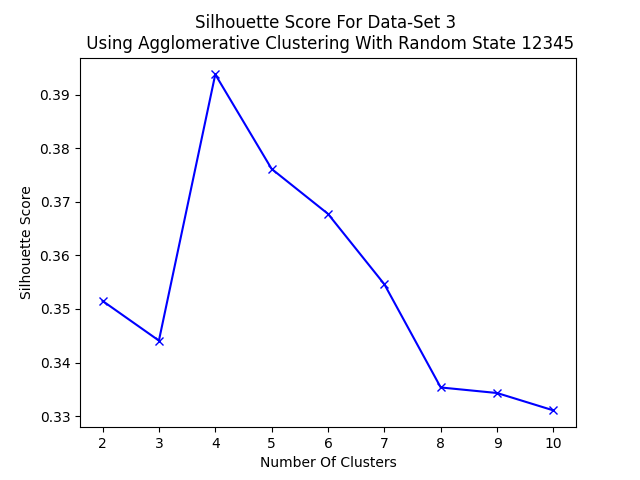 Silhouette Score For Data-Set 3
Using Agglomerative Clustering With Random State 12345
Silhouette Score
0.39
0.38
0.37
0.36
0.35
0.34
0.33
2 3 4 5 6 7 8 9 10
Number Of Clusters